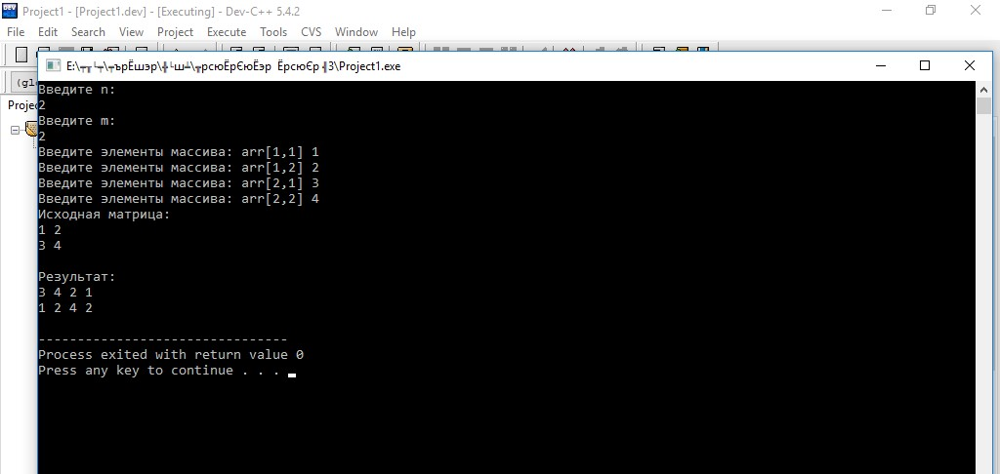 Project1 - [Project1.dev] - [Executing] - Dev-C++ 5.4.2
File Edit Search View Project Execute Tools CVS Window Help
3\Project1.exe
(gl
Projec
Введите n:
2
Введите m:
2
Введите элементы массива: arr[1,1] 1
Введите элементы массива: arr[1,2] 2
Введите элементы массива: arr[2,1] 3
Введите элементы массива: arr[2,2] 4
Исходная матрица:
1 2
3 4
Результат:
3 4 2 1
1 2 4 2
--------------------------------
Process exited with return value 0
Press any key to continue . . .